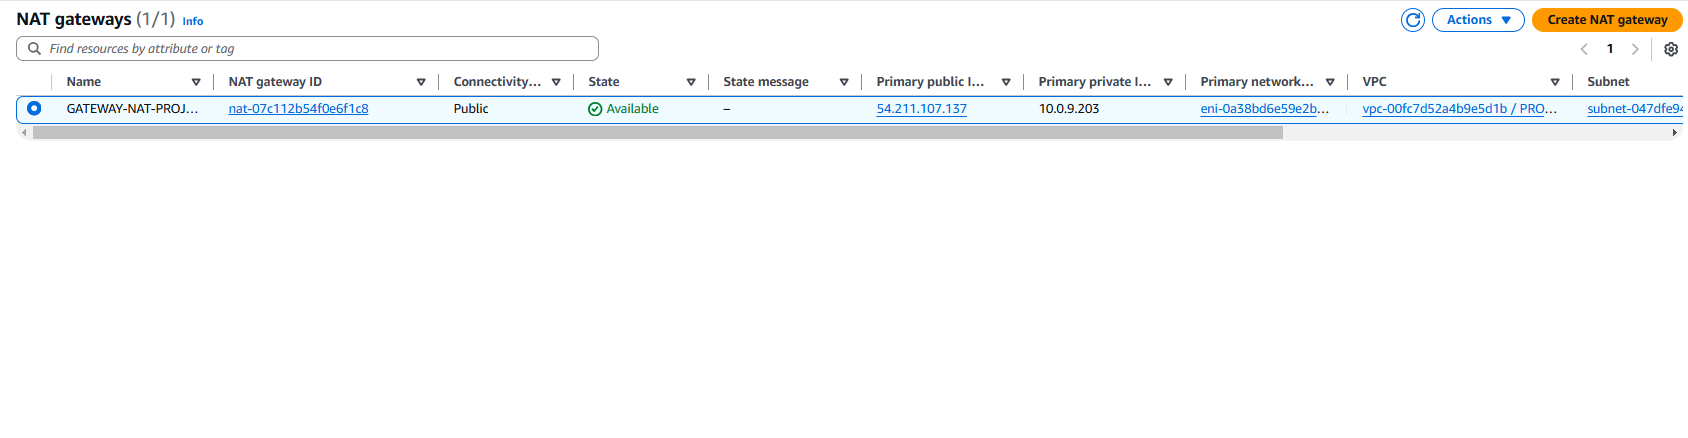 NAT gateways (1/1) Info
Actions
Create NAT gateway
Find resources by attribute or tag
1
Name NAT gateway ID Connectivity... State State message Primary public I... Primary private I... Primary network... VPC Subnet
GATEWAY-NAT-PROJ... nat-07c112b54f0e6f1c8 Public Available – 54.211.107.137 10.0.9.203 eni-0a38bd6e59e2b... vpc-00fc7d52a4b9e5d1b / PRO... subnet-047dfe94